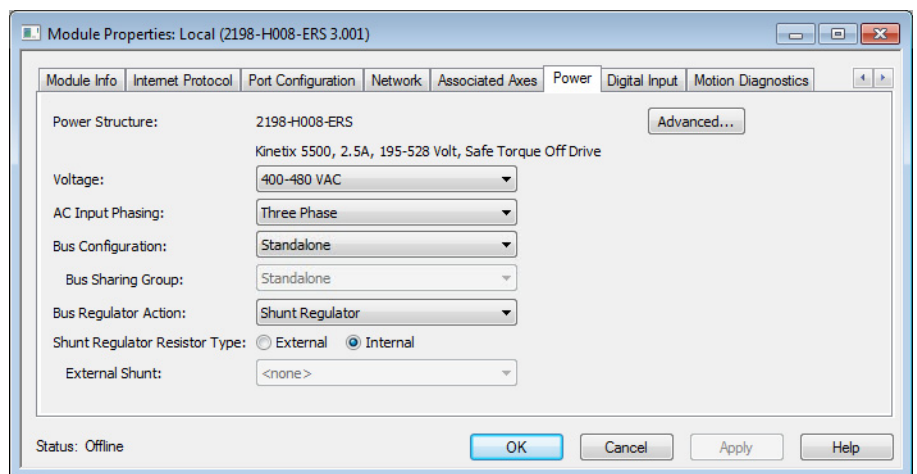 Module Properties: Local (2198-H008-ERS 3.001)
Module Info Internet Protocol Port Configuration Network Associated Axes Power Digital Input Motion Diagnostics
Power Structure: 2198-H008-ERS Advanced...
Kinetix 5500, 2.5A, 195-528 Volt, Safe Torque Off Drive
Voltage: 400-480 VAC
AC Input Phasing: Three Phase
Bus Configuration: Standalone
Bus Sharing Group: Standalone
Bus Regulator Action: Shunt Regulator
Shunt Regulator Resistor Type: External Internal
External Shunt: <none>
Status: Offline OK Cancel Apply Help